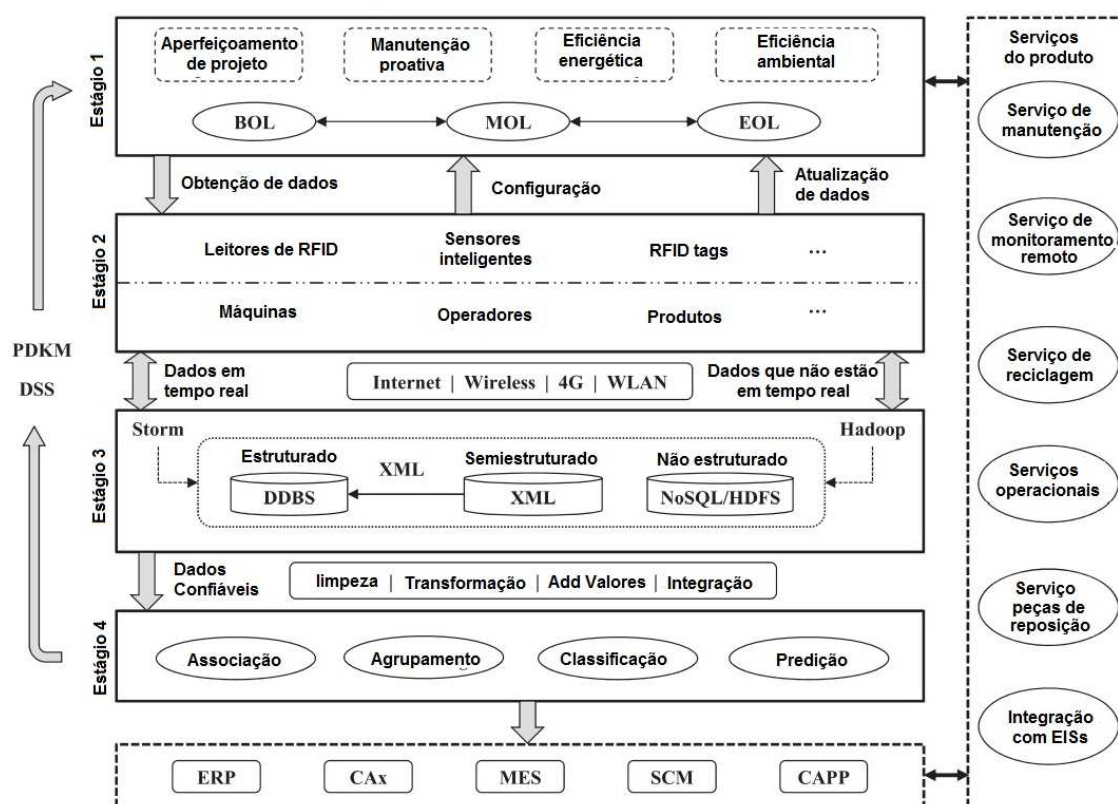 Estágio 1
Aperfeiçoamento
de projeto
Manutenção
proativa
Eficiência
energética
Eficiência
ambiental
BOL
MOL
EOL
Obtenção de dados
Configuração
Atualização
de dados
Estágio 2
Leitores de RFID
Sensores
inteligentes
RFID tags
...
Máquinas
Operadores
Produtos
...
PDKM
DSS
Dados em
tempo real
Internet | Wireless | 4G | WLAN
Dados que não estão
em tempo real
Estágio 3
Storm
Hadoop
Estruturado
DDBS
XML
Semiestruturado
XML
Não estruturado
NoSQL/HDFS
Dados
Confiáveis
limpeza | Transformação | Add Valores | Integração
Estágio 4
Associação
Agrupamento
Classificação
Predição
ERP
CAx
MES
SCM
CAPP
Serviços
do produto
Serviço de
manutenção
Serviço de
monitoramento
remoto
Serviço de
reciclagem
Serviços
operacionais
Serviço
peças de
reposição
Integração
com EISs